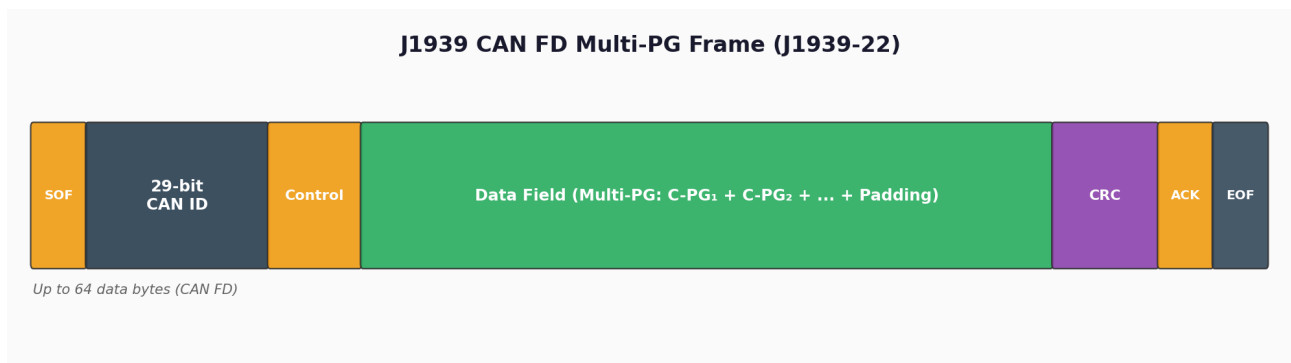 J1939 CAN FD Multi-PG Frame (J1939-22)
SOF
29-bit
CAN ID
Control
Data Field (Multi-PG: C-PG₁ + C-PG₂ + ... + Padding)
CRC
ACK
EOF
Up to 64 data bytes (CAN FD)